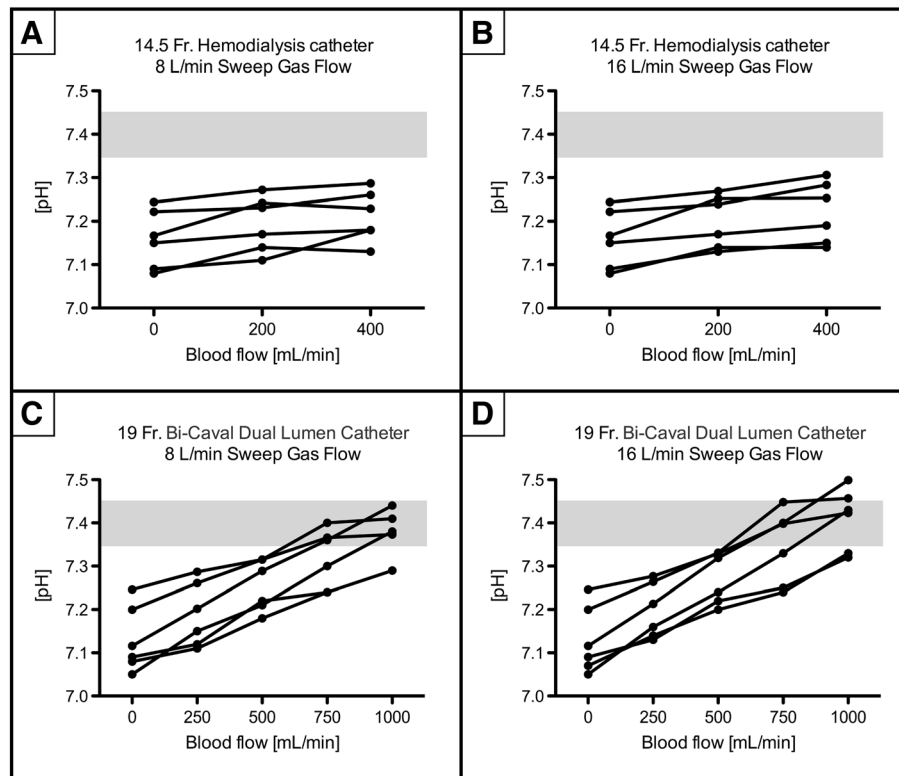 A
14.5 Fr. Hemodialysis catheter
8 L/min Sweep Gas Flow
7.5
7.4
7.3
7.2
7.1
7.0
[pH]
0 200 400
Blood flow [mL/min]
B
14.5 Fr. Hemodialysis catheter
16 L/min Sweep Gas Flow
7.5
7.4
7.3
7.2
7.1
7.0
[pH]
0 200 400
Blood flow [mL/min]
C
19 Fr. Bi-Caval Dual Lumen Catheter
8 L/min Sweep Gas Flow
7.5
7.4
7.3
7.2
7.1
7.0
[pH]
0 250 500 750 1000
Blood flow [mL/min]
D
19 Fr. Bi-Caval Dual Lumen Catheter
16 L/min Sweep Gas Flow
7.5
7.4
7.3
7.2
7.1
7.0
[pH]
0 250 500 750 1000
Blood flow [mL/min]